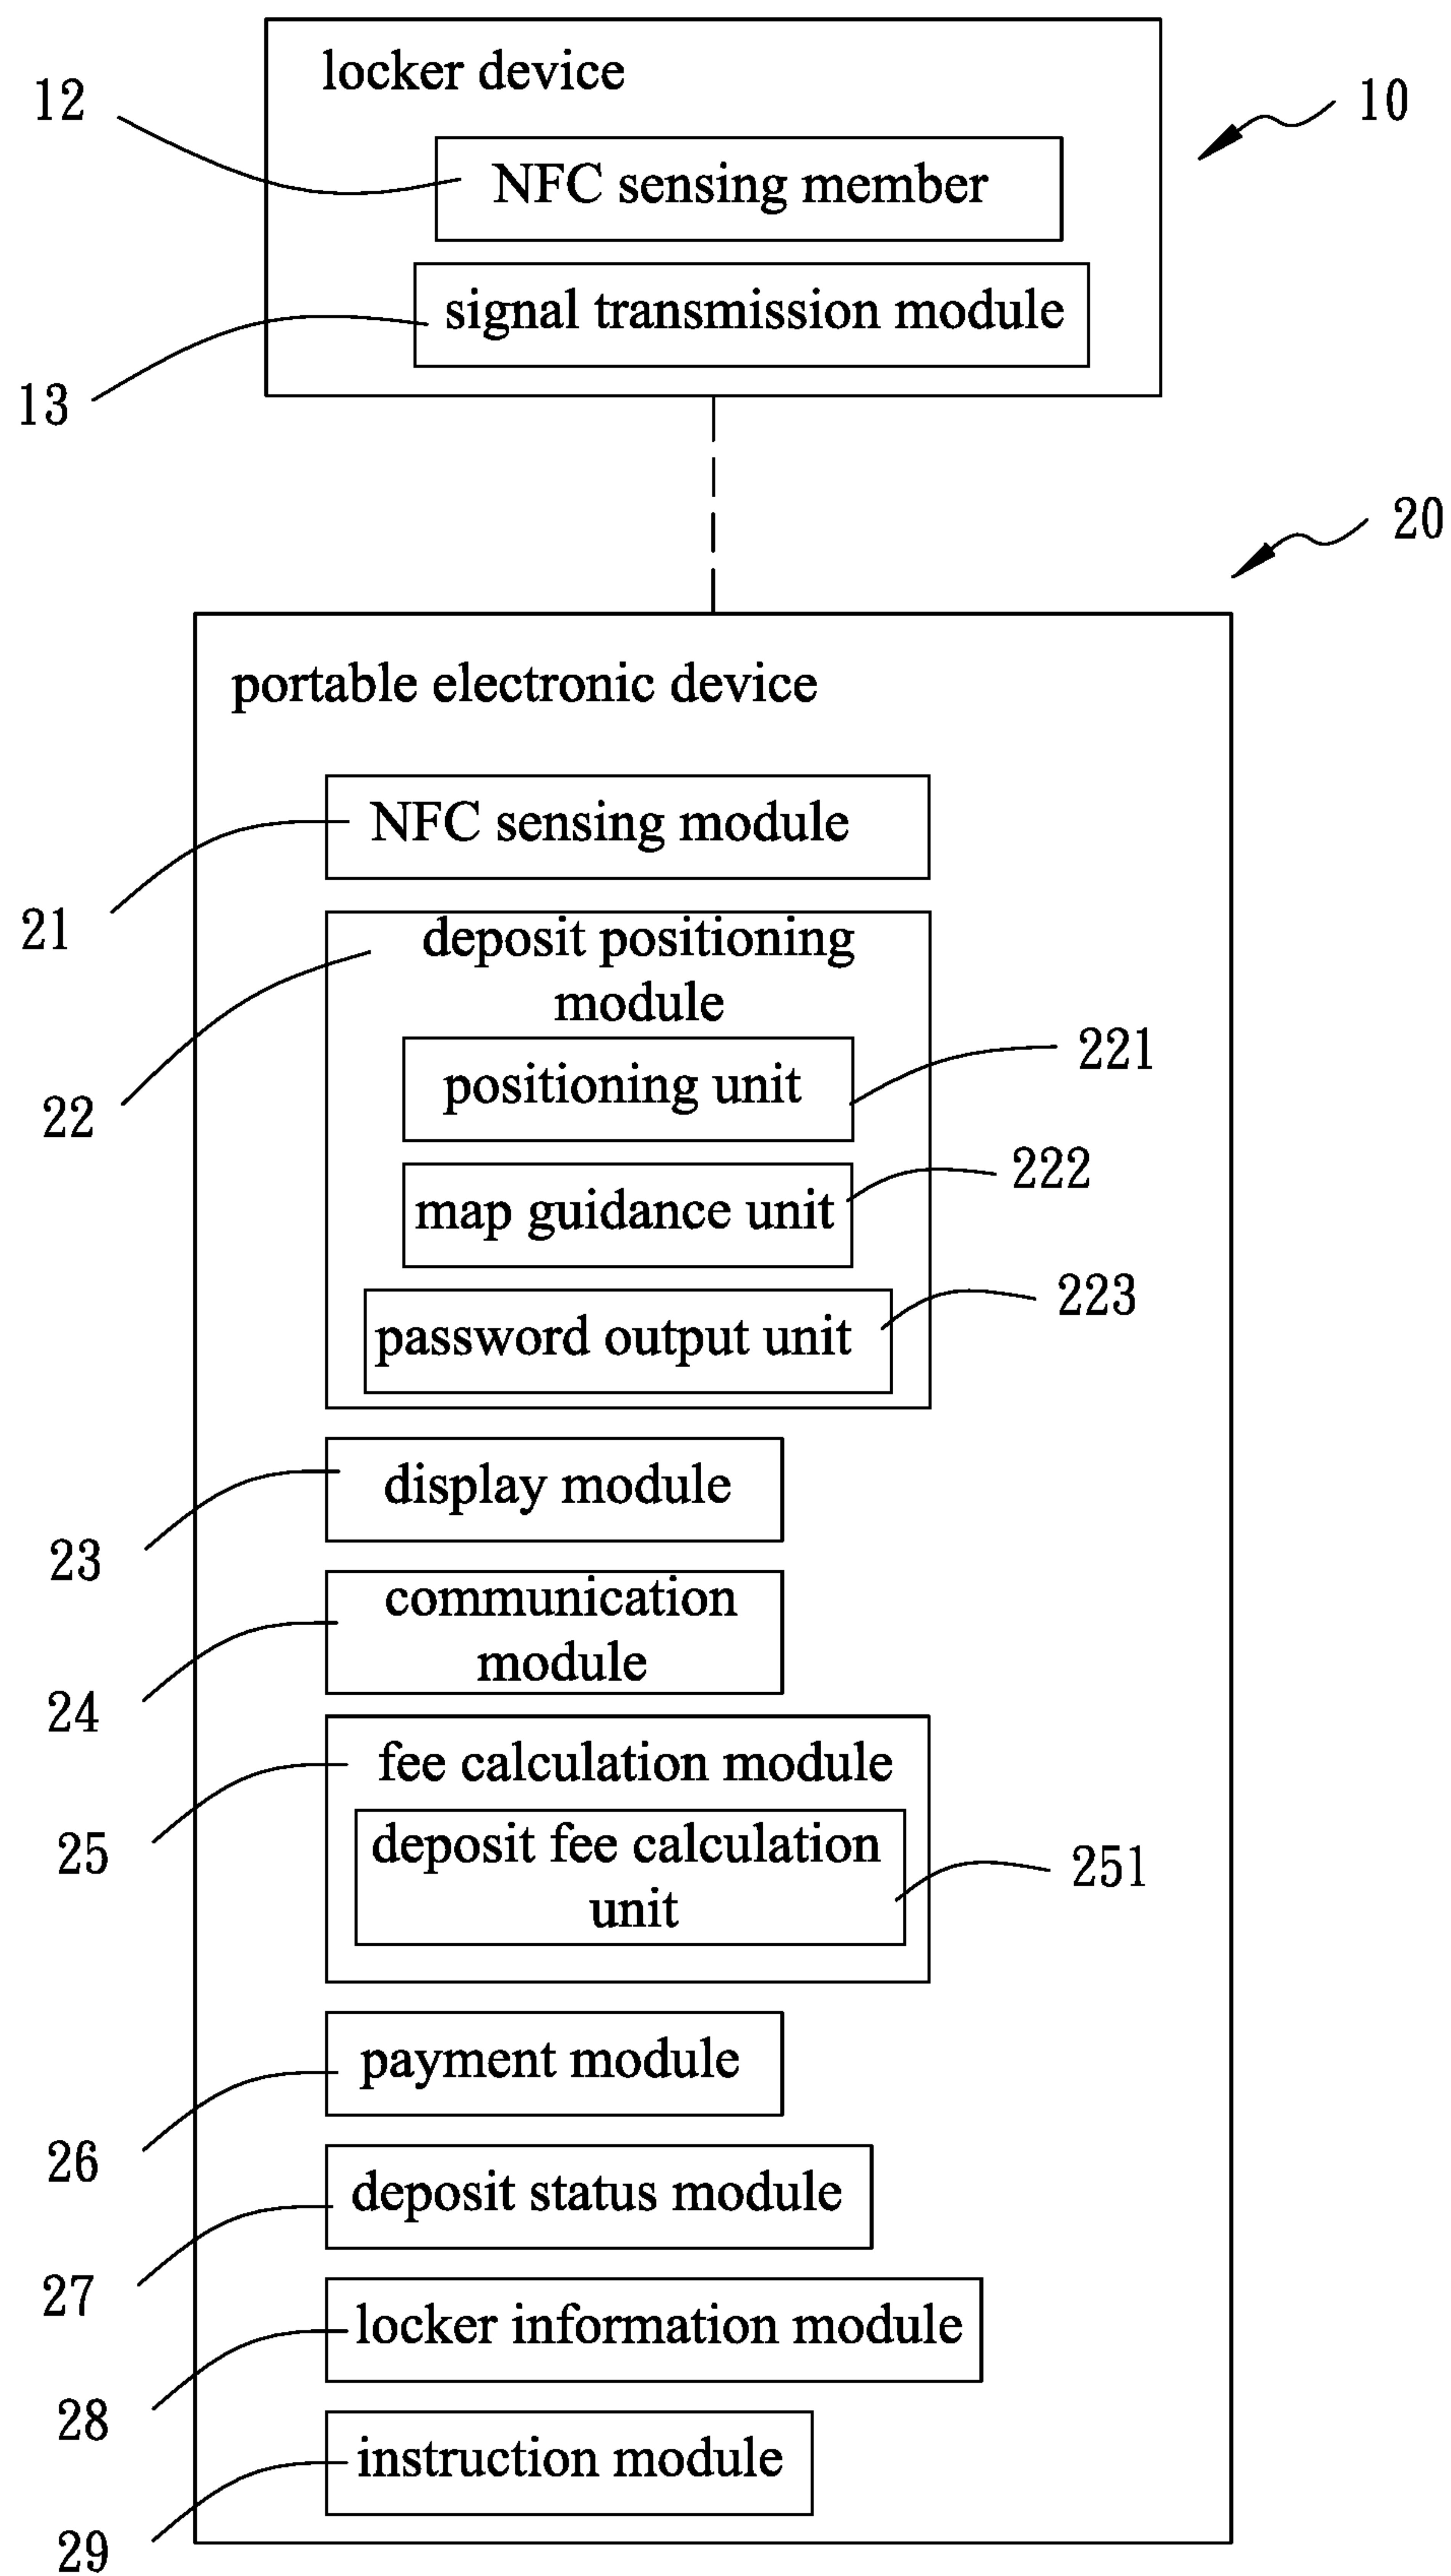 locker device
10
12
NFC sensing member
signal transmission module
13
20
portable electronic device
NFC sensing module
21
deposit positioning
module
22
positioning unit
221
map guidance unit
222
password output unit
223
display module
23
communication
module
24
fee calculation module
25
deposit fee calculation
unit
251
payment module
26
deposit status module
27
locker information module
28
instruction module
29